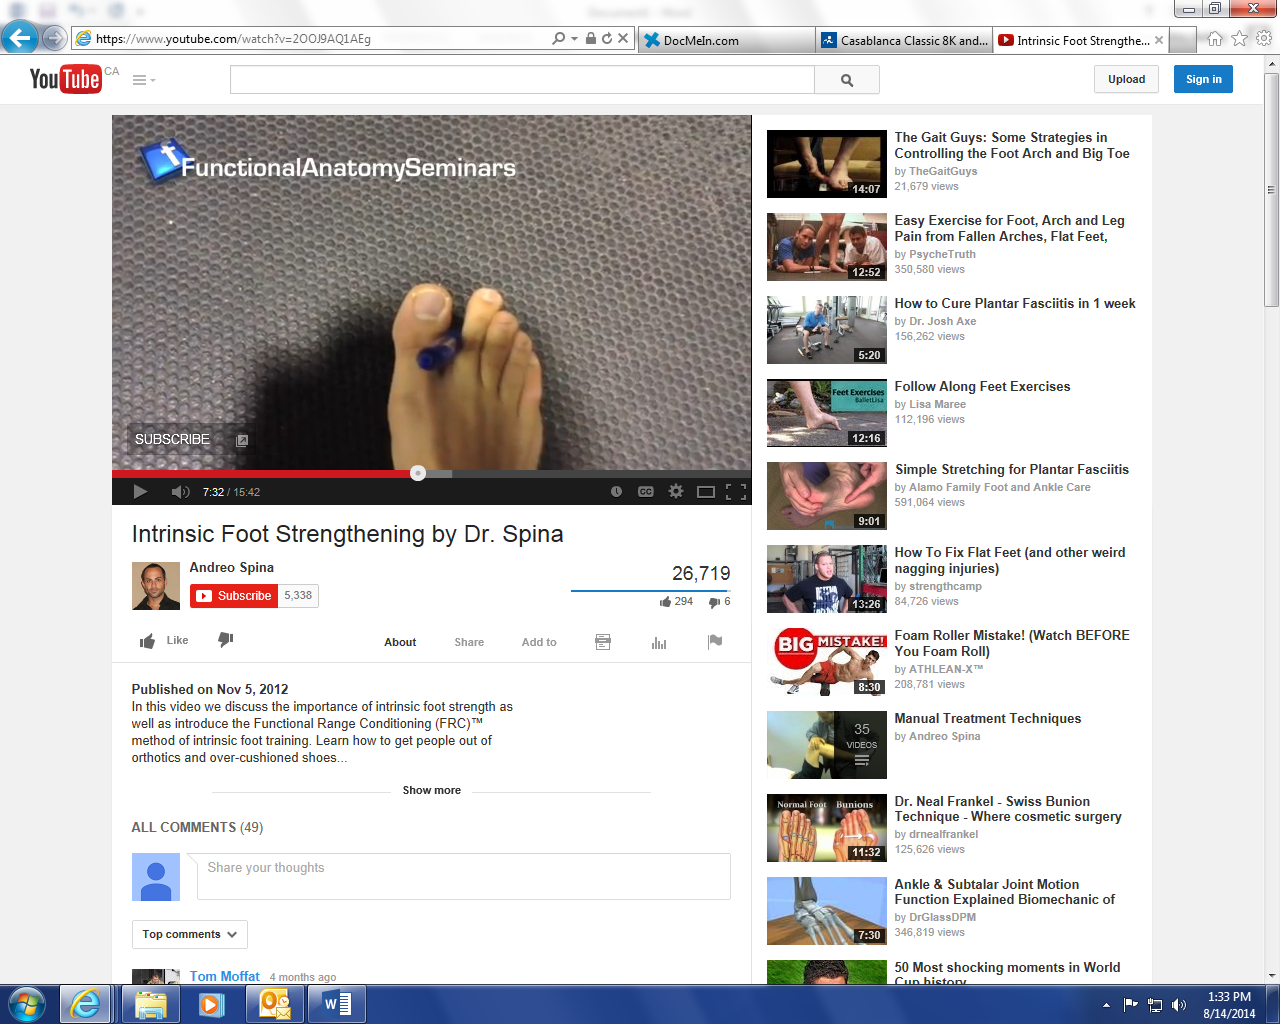 https://www.youtube.com/watch?v=2OOJ9AQ1AEg
DocMeIn.com
Casablanca Classic 8K and...
Intrinsic Foot Strengthe...
YouTube CA
Upload
Sign in
FunctionalAnatomySeminars
SUBSCRIBE
7:32 / 15:42
CC
Intrinsic Foot Strengthening by Dr. Spina
Andreo Spina
Subscribe 5,338
26,719
294 6
Like
About
Share
Add to
Published on Nov 5, 2012
In this video we discuss the importance of intrinsic foot strength as
well as introduce the Functional Range Conditioning (FRC)™
method of intrinsic foot training. Learn how to get people out of
orthotics and over-cushioned shoes...
Show more
ALL COMMENTS (49)
Share your thoughts
Top comments
Tom Moffat 4 months ago
14:07
The Gait Guys: Some Strategies in
Controlling the Foot Arch and Big Toe
by TheGaitGuys
21,679 views
12:52
Easy Exercise for Foot, Arch and Leg
Pain from Fallen Arches, Flat Feet,
by PsycheTruth
350,580 views
5:20
How to Cure Plantar Fasciitis in 1 week
by Dr. Josh Axe
156,262 views
Feet Exercises
BalletLisa
12:16
Follow Along Feet Exercises
by Lisa Maree
112,196 views
9:01
Simple Stretching for Plantar Fasciitis
by Alamo Family Foot and Ankle Care
591,064 views
13:26
How To Fix Flat Feet (and other weird
nagging injuries)
by strengthcamp
84,726 views
BIG MISTAKE!
8:30
Foam Roller Mistake! (Watch BEFORE
You Foam Roll)
by ATHLEAN-X™
208,781 views
35
VIDEOS
Manual Treatment Techniques
by Andreo Spina
Normal Foot Bunions
11:32
Dr. Neal Frankel - Swiss Bunion
Technique - Where cosmetic surgery
by drnealfrankel
125,626 views
7:30
Ankle & Subtalar Joint Motion
Function Explained Biomechanic of
by DrGlassDPM
346,819 views
50 Most shocking moments in World
Cup history
1:33 PM
8/14/2014